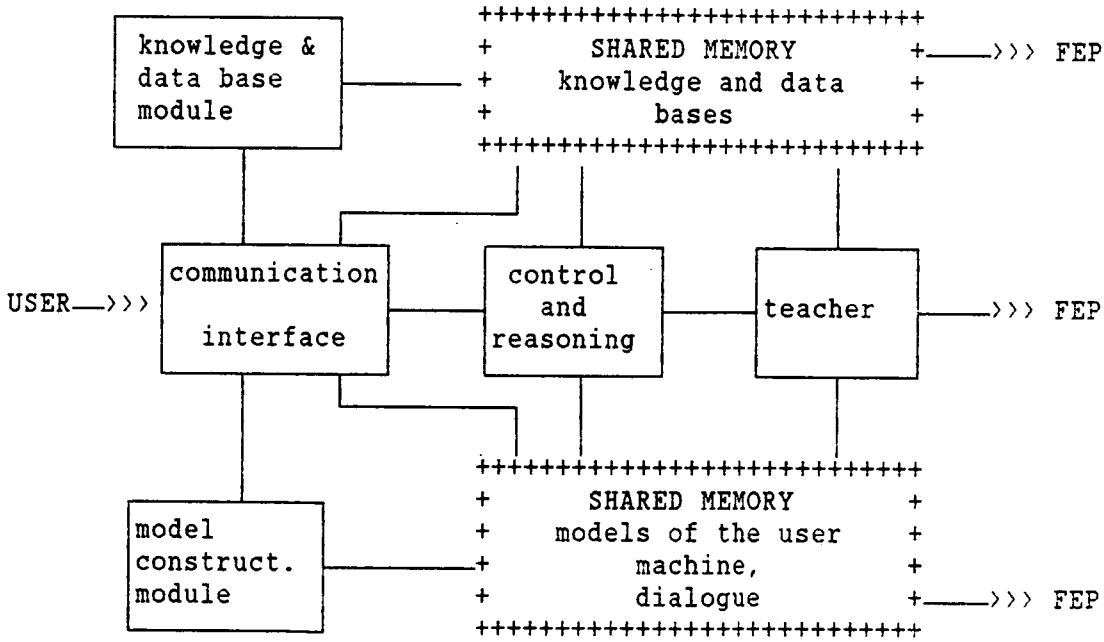 knowledge &
data base
module
SHARED MEMORY
knowledge and data
bases
>>> FEP
USER >>>
communication
interface
control
and
reasoning
teacher
>>> FEP
model
construct.
module
SHARED MEMORY
models of the user
machine,
dialogue
>>> FEP